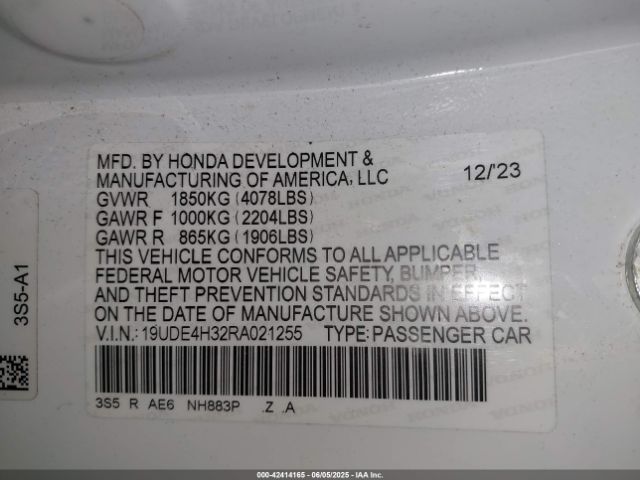 MFD. BY HONDA DEVELOPMENT &
MANUFACTURING OF AMERICA, LLC 12/'23
GVWR 1850KG (4078LBS)
GAWR F 1000KG (2204LBS)
GAWR R 865KG (1906LBS)
THIS VEHICLE CONFORMS TO ALL APPLICABLE
FEDERAL MOTOR VEHICLE SAFETY, BUMPER,
AND THEFT PREVENTION STANDARDS IN EFFECT
ON THE DATE OF MANUFACTURE SHOWN ABOVE.
V.I.N.:19UDE4H32RA021255 TYPE:PASSENGER CAR
3S5 R AE6 NH883P .Z .A
3S5-A1
000-42414165 - 06/05/2025 - IAAI, Inc. - Copyright